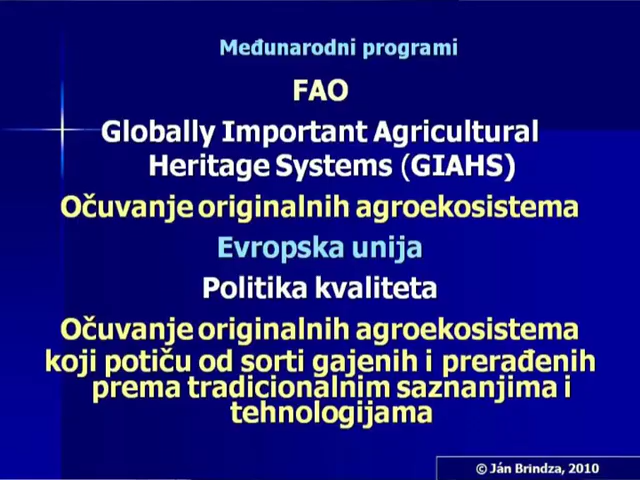 Međunarodni programi
FAO
Globally Important Agricultural
Heritage Systems (GIAHS)
Očuvanje originalnih agroekosistema
Evropska unija
Politika kvaliteta
Očuvanje originalnih agroekosistema
koji potiču od sorti gajenih i prerađenih
prema tradicionalnim saznanjima i
tehnologijama
© Ján Brindza, 2010